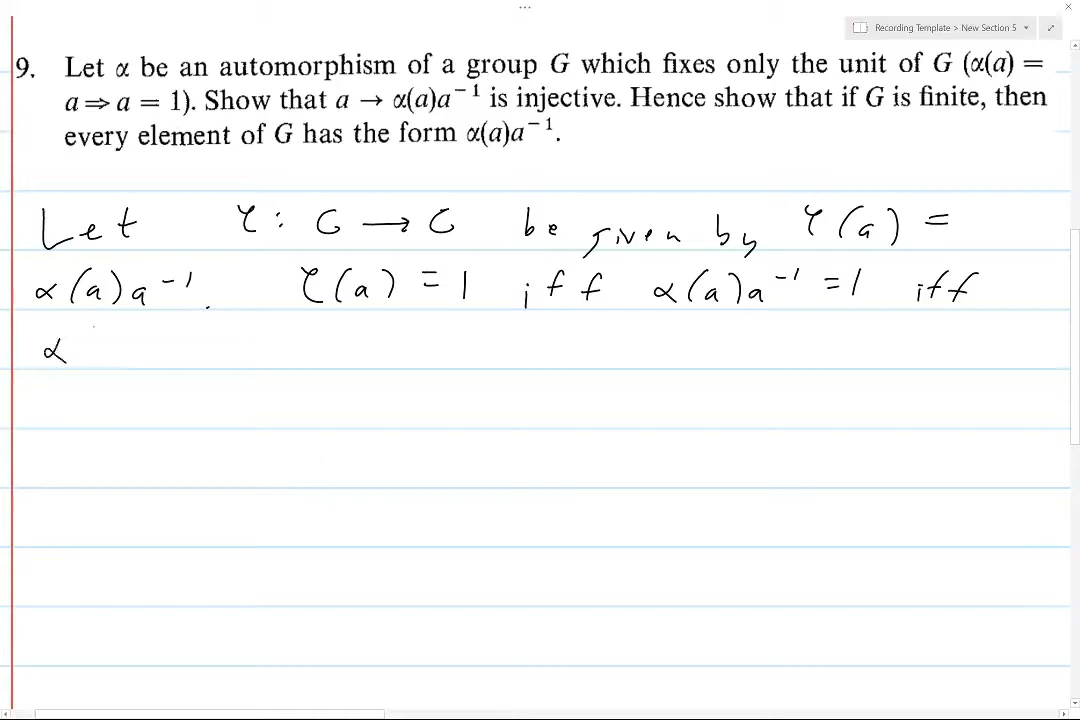 Recording Template > New Section 5
9. Let α be an automorphism of a group G which fixes only the unit of G (α(a) =
a ⇒ a = 1). Show that a → α(a)a⁻¹ is injective. Hence show that if G is finite, then
every element of G has the form α(a)a⁻¹.
Let τ: G → G be given by τ(a) =
α(a)a⁻¹. τ(a) = 1 iff α(a)a⁻¹ = 1 iff
α